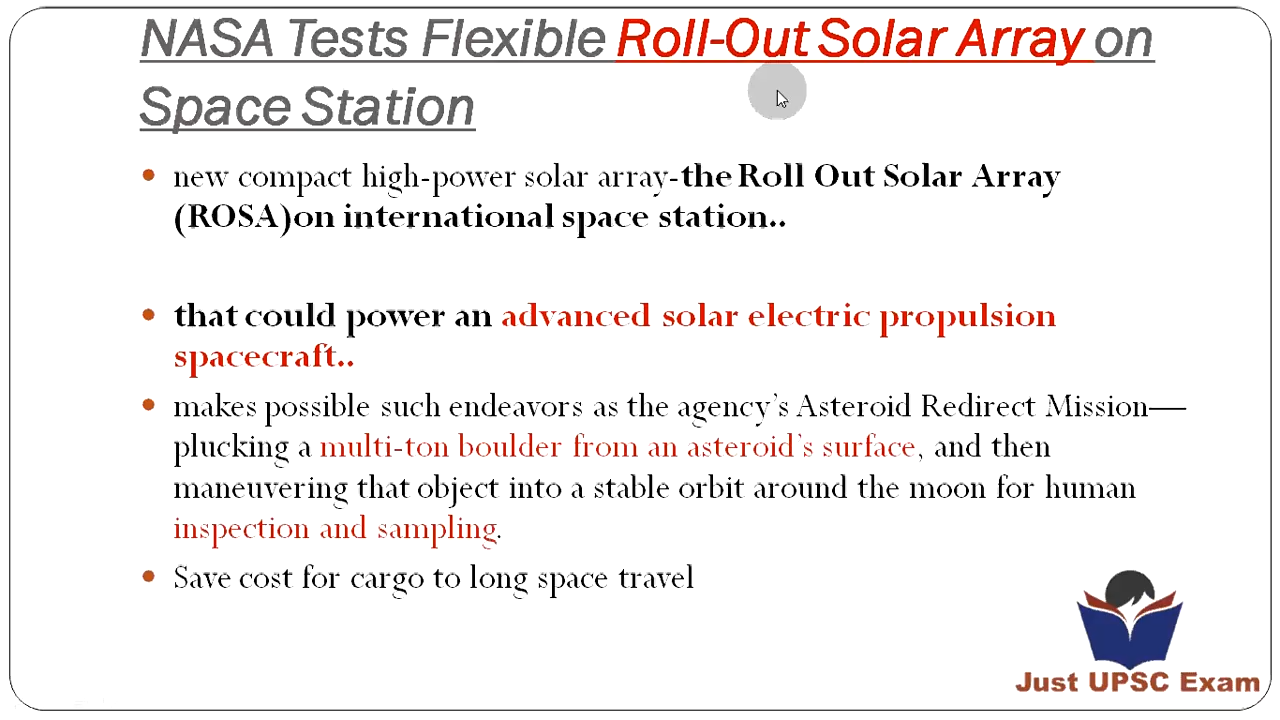 NASA Tests Flexible Roll-Out Solar Array on
Space Station
new compact high-power solar array-the Roll Out Solar Array
(ROSA)on international space station..
that could power an advanced solar electric propulsion
spacecraft..
makes possible such endeavors as the agency's Asteroid Redirect Mission—
plucking a multi-ton boulder from an asteroid's surface, and then
maneuvering that object into a stable orbit around the moon for human
inspection and sampling.
Save cost for cargo to long space travel
Just UPSC Exam